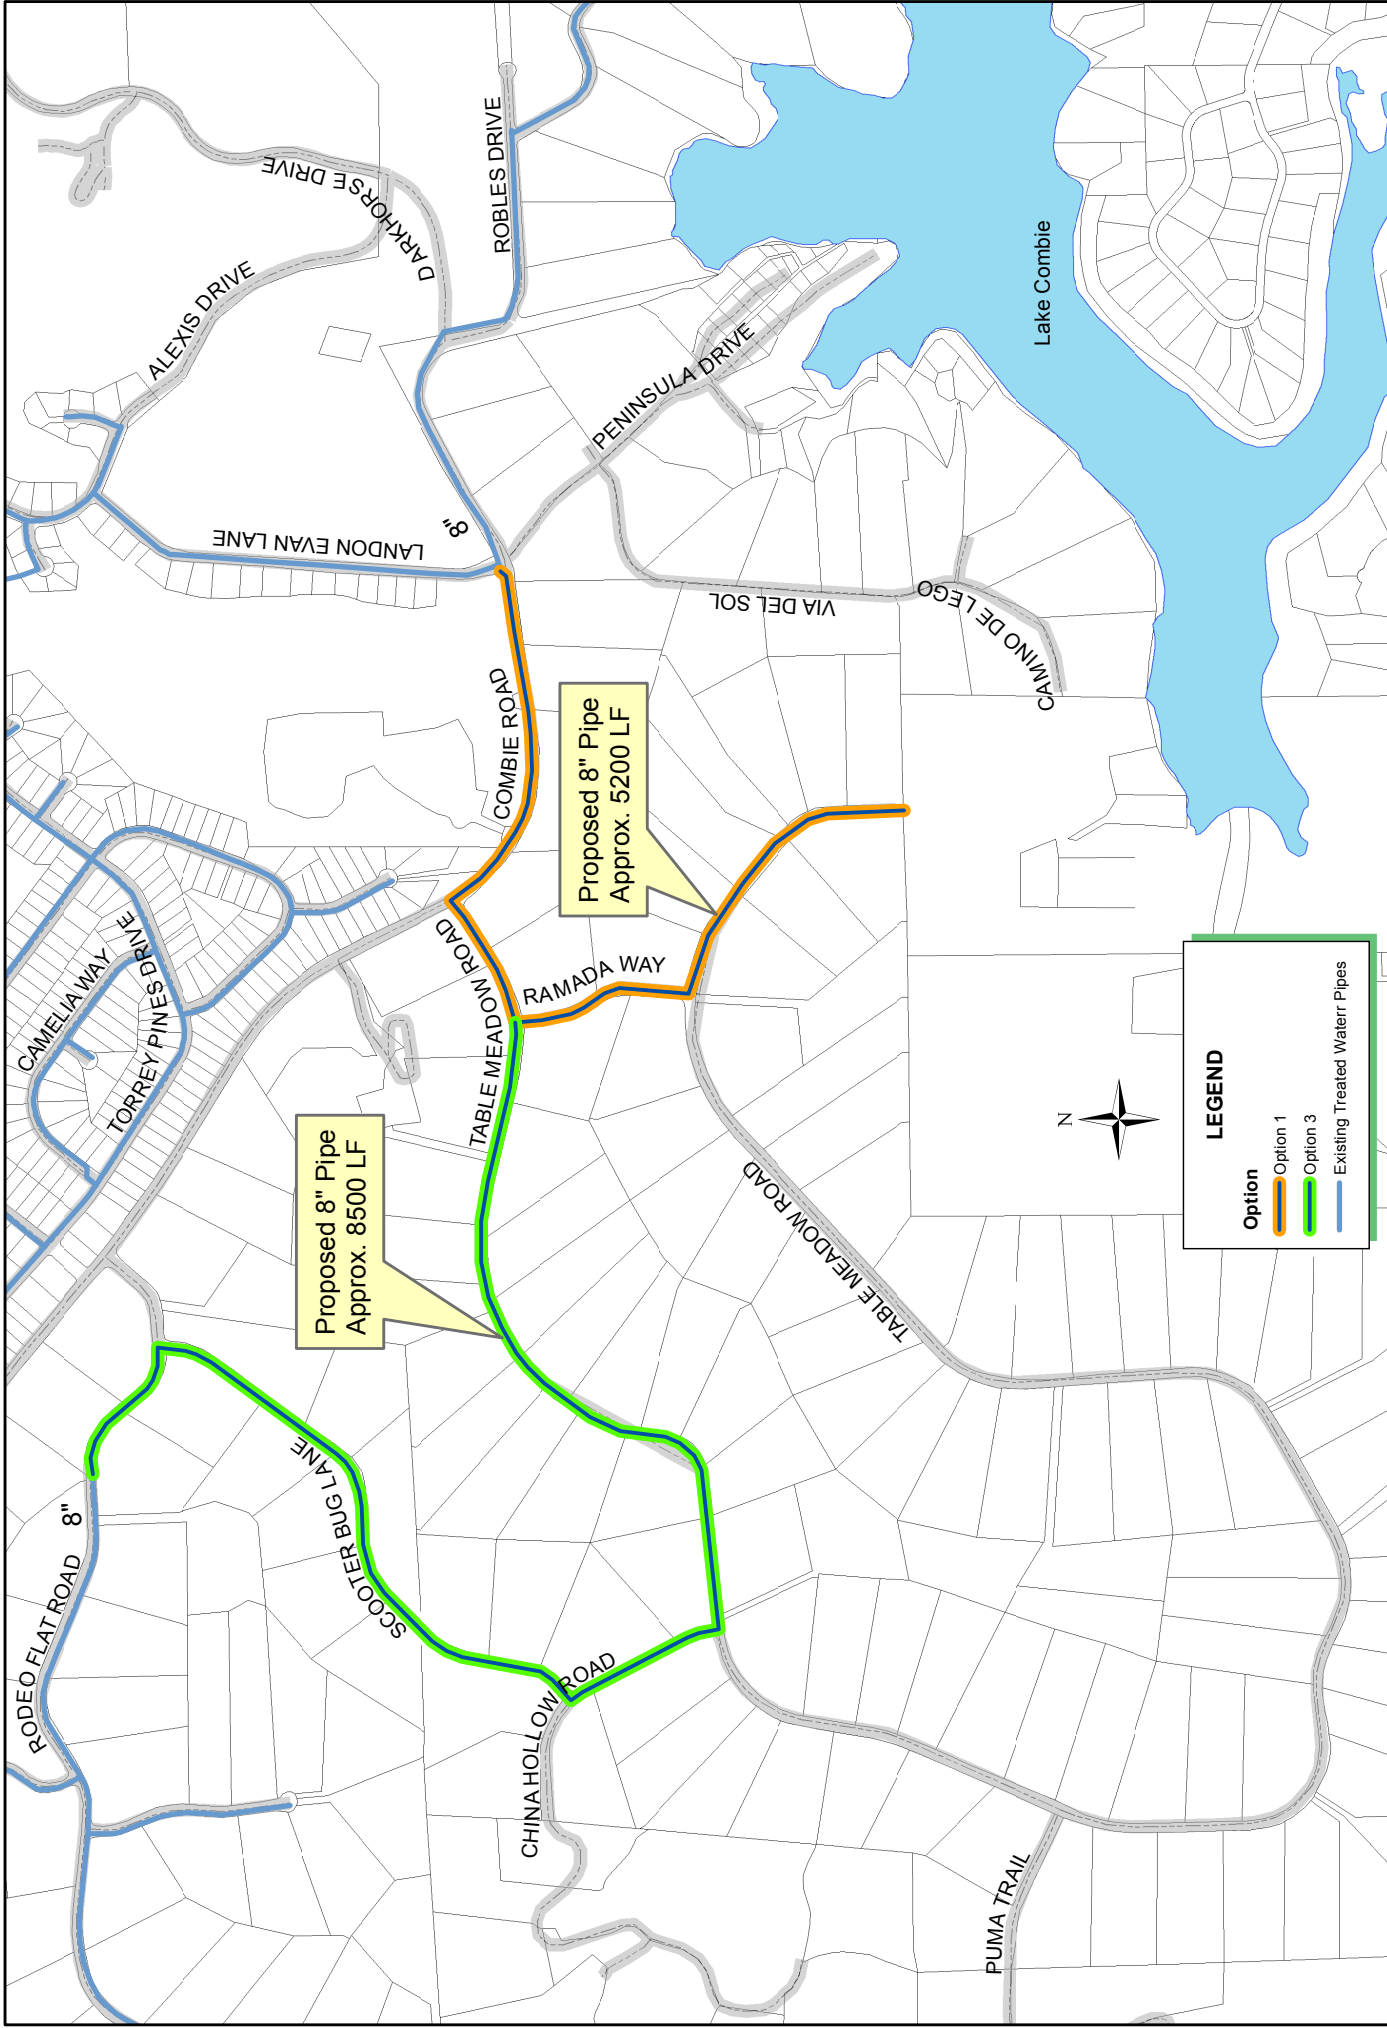 RODEO FLAT ROAD
8"
SCOOTER BUG LANE
CHINA HOLLOW ROAD
PUMA TRAIL
Proposed 8" Pipe
Approx. 8500 LF
CAMELIA WAY
TORREY PINES DRIVE
TABLE MEADOW ROAD
TABLE MEADOW ROAD
TABLE MEADOW ROAD
RAMADA WAY
Proposed 8" Pipe
Approx. 5200 LF
COMBIE ROAD
LANDON EVAN LANE
8"
ALEXIS DRIVE
DARKHORSE DRIVE
ROBLES DRIVE
PENINSULA DRIVE
VIA DEL SOL
CAMINO DE LEGO
Lake Combie
N
LEGEND
Option
Option 1
Option 3
Existing Treated Waterr Pipes